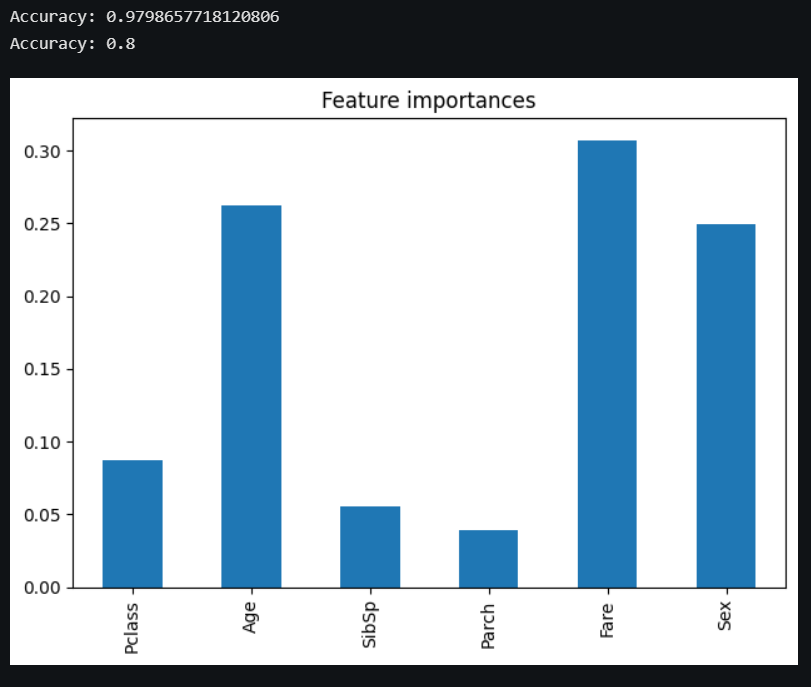 Accuracy: 0.9798657718120806
Accuracy: 0.8
Feature importances
0.30
0.25
0.20
0.15
0.10
0.05
0.00
Pclass
Age
SibSp
Parch
Fare
Sex